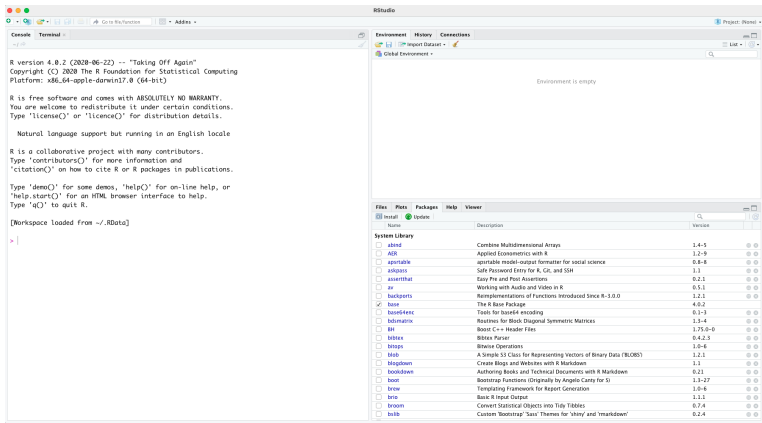 RStudio
Go to file/function
Addins
Project: (None)
Console Terminal ×
~/
R version 4.0.2 (2020-06-22) -- "Taking Off Again"
Copyright (C) 2020 The R Foundation for Statistical Computing
Platform: x86_64-apple-darwin17.0 (64-bit)
R is free software and comes with ABSOLUTELY NO WARRANTY.
You are welcome to redistribute it under certain conditions.
Type 'license()' or 'licence()' for distribution details.
Natural language support but running in an English locale
R is a collaborative project with many contributors.
Type 'contributors()' for more information and
'citation()' on how to cite R or R packages in publications.
Type 'demo()' for some demos, 'help()' for on-line help, or
'help.start()' for an HTML browser interface to help.
Type 'q()' to quit R.
[Workspace loaded from ~/.RData]
>
Environment History Connections
Import Dataset
List
Global Environment
Environment is empty
Files Plots Packages Help Viewer
Install Update
Name Description Version
System Library
abind Combine Multidimensional Arrays 1.4-5
AER Applied Econometrics with R 1.2-9
apsrtable apsrtable model-output formatter for social science 0.8-8
askpass Safe Password Entry for R, Git, and SSH 1.1
assertthat Easy Pre and Post Assertions 0.2.1
av Working with Audio and Video in R 0.5.1
backports Reimplementations of Functions Introduced Since R-3.0.0 1.2.1
base The R Base Package 4.0.2
base64enc Tools for base64 encoding 0.1-3
bdsmatrix Routines for Block Diagonal Symmetric Matrices 1.3-4
BH Boost C++ Header Files 1.75.0-0
bibtex Bibtex Parser 0.4.2.3
bitops Bitwise Operations 1.0-6
blob A Simple S3 Class for Representing Vectors of Binary Data ('BLOBS') 1.2.1
blogdown Create Blogs and Websites with R Markdown 1.1
bookdown Authoring Books and Technical Documents with R Markdown 0.21
boot Bootstrap Functions (Originally by Angelo Canty for S) 1.3-27
brew Templating Framework for Report Generation 1.0-6
brio Basic R Input Output 1.1.1
broom Convert Statistical Objects into Tidy Tibbles 0.7.4
bslib Custom 'Bootstrap' 'Sass' Themes for 'shiny' and 'rmarkdown' 0.2.4